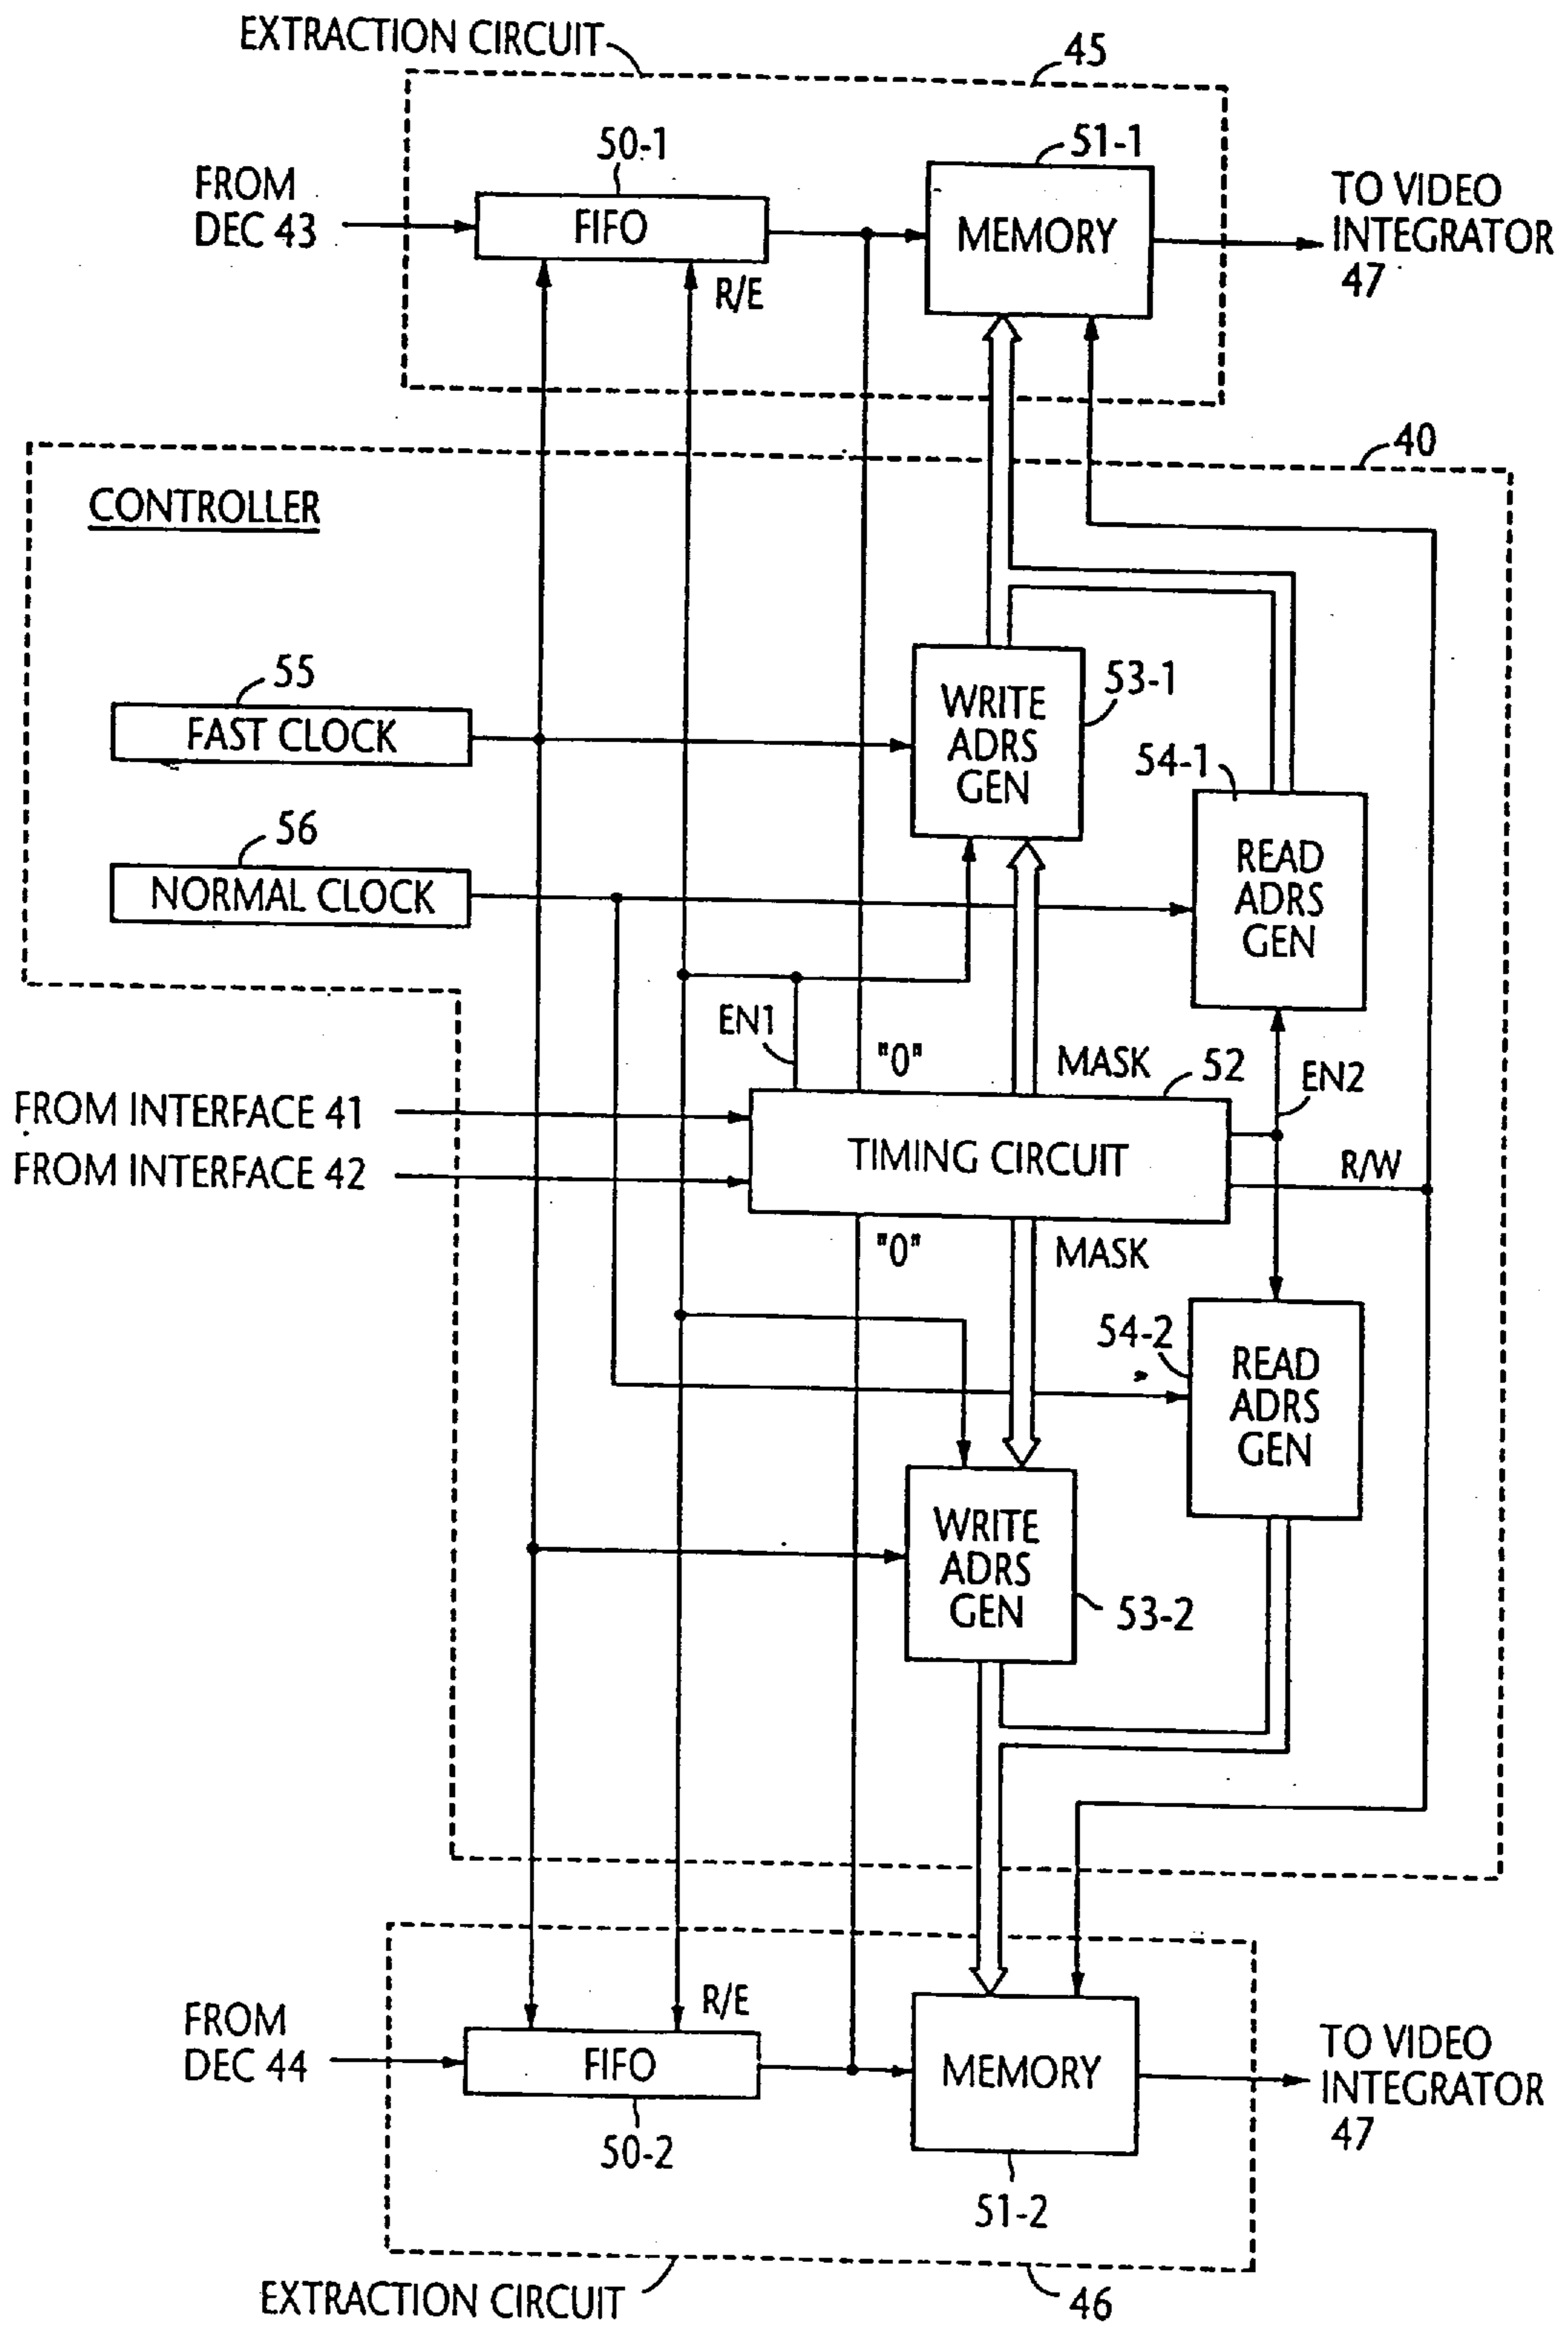 EXTRACTION CIRCUIT
45
50-1
51-1
FROM
DEC 43
FIFO
MEMORY
TO VIDEO
INTEGRATOR
47
R/E
40
CONTROLLER
55
FAST CLOCK
WRITE
ADRS
GEN
53-1
54-1
56
NORMAL CLOCK
READ
ADRS
GEN
EN1
"0"
MASK
52
EN2
FROM INTERFACE 41
FROM INTERFACE 42
TIMING CIRCUIT
R/W
"0"
MASK
54-2
READ
ADRS
GEN
WRITE
ADRS
GEN
53-2
R/E
FROM
DEC 44
FIFO
MEMORY
TO VIDEO
INTEGRATOR
47
50-2
51-2
EXTRACTION CIRCUIT
46